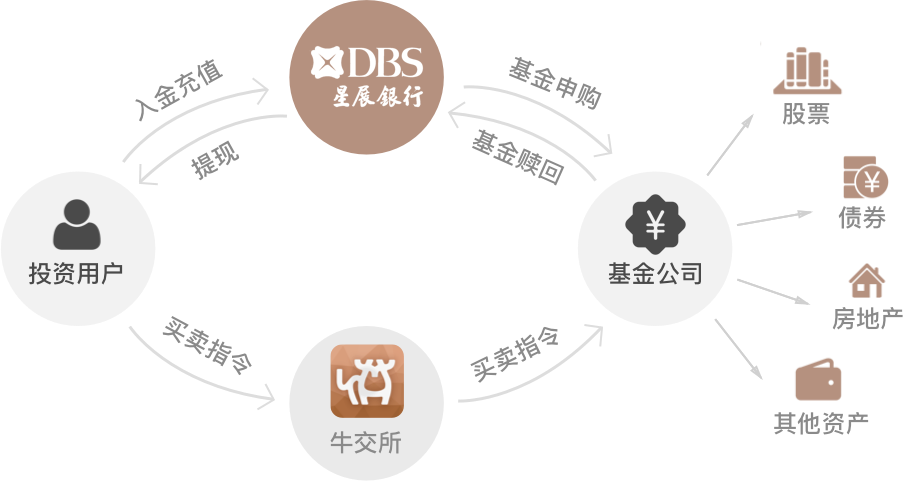 DBS
星展銀行
入金充值
提现
基金申购
基金赎回
股票
债券
投资用户
¥
基金公司
¥
房地产
买卖指令
买卖指令
牛交所
其他资产